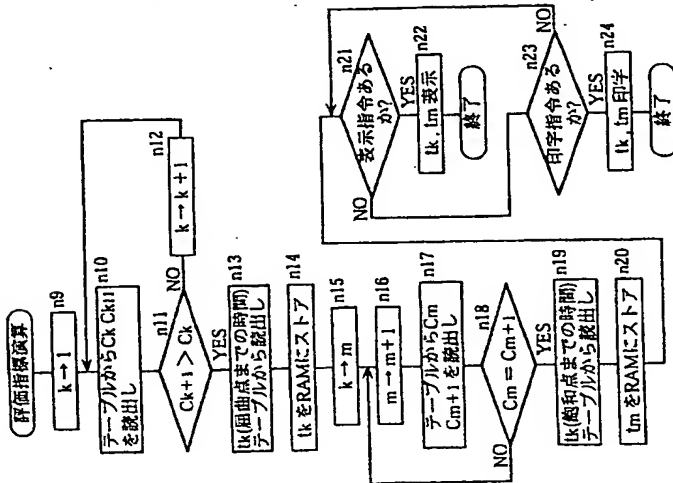 評価指標演算
n9
k→1
n10
テーブルからCk Ck+1
を読出し
n11
Ck+1 > Ck
NO
n12
k→k+1
YES
n13
tk(屈曲点までの時間)
テーブルから読出し
n14
tkをRAMにストア
n15
k→m
n16
m→m+1
n17
テーブルからCm
Cm+1を読出し
n18
Cm = Cm+1
NO
YES
n19
tk(飽和点までの時間)
テーブルから読出し
n20
tmをRAMにストア
n21
表示指令ある
か?
NO
YES
n22
tk, tm 表示
終了
n23
印字指令ある
か?
NO
YES
n24
tk, tm 印字
終了